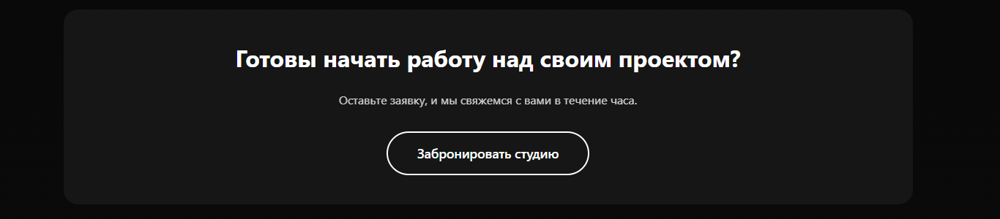 Готовы начать работу над своим проектом?
Оставьте заявку, и мы свяжемся с вами в течение часа.
Забронировать студию